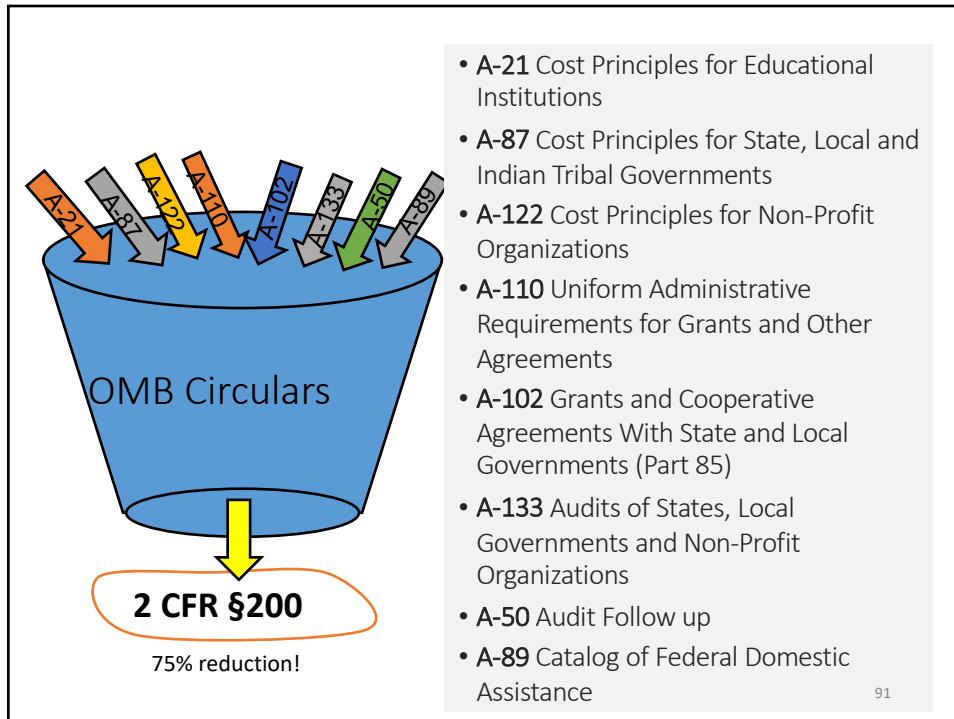 A-21
A-87
A-122
A-110
A-102
A-133
A-50
A-89
OMB Circulars
2 CFR §200
75% reduction!
• A-21 Cost Principles for Educational
Institutions
• A-87 Cost Principles for State, Local and
Indian Tribal Governments
• A-122 Cost Principles for Non-Profit
Organizations
• A-110 Uniform Administrative
Requirements for Grants and Other
Agreements
• A-102 Grants and Cooperative
Agreements With State and Local
Governments (Part 85)
• A-133 Audits of States, Local
Governments and Non-Profit
Organizations
• A-50 Audit Follow up
• A-89 Catalog of Federal Domestic
Assistance
91